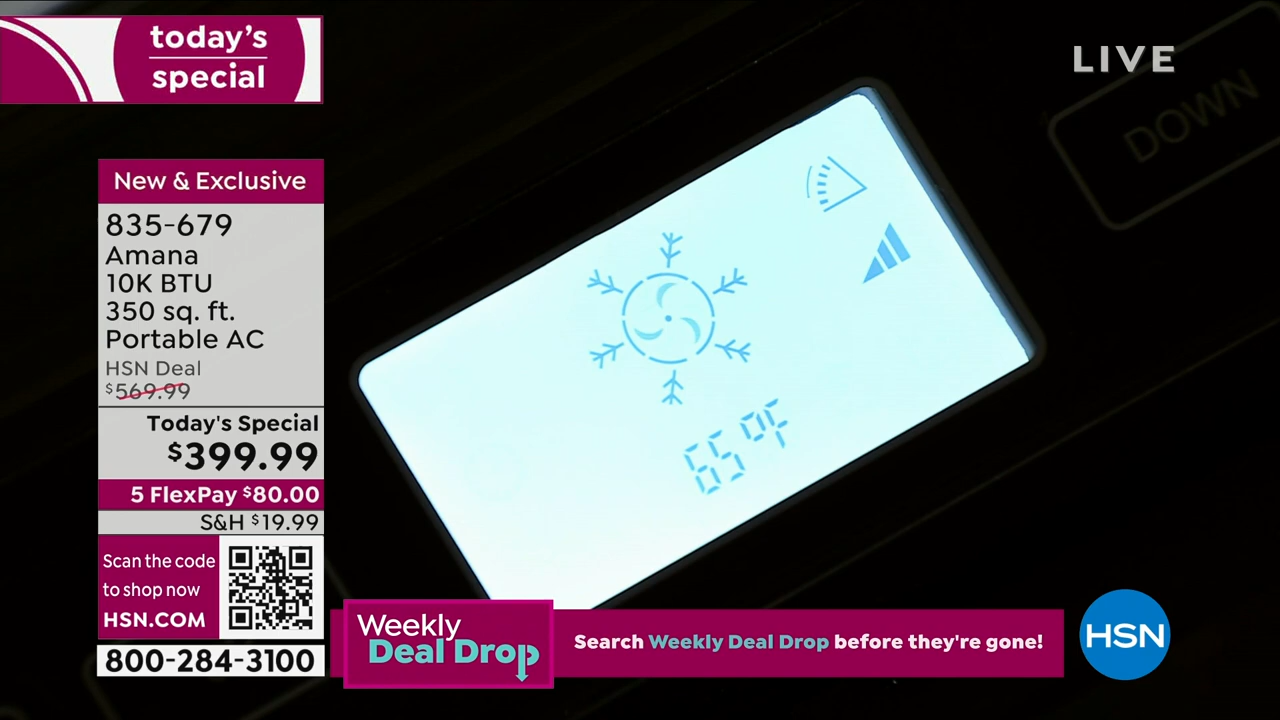 today's
special
LIVE
DOWN
New & Exclusive
835-679
Amana
10K BTU
350 sq. ft.
Portable AC
HSN Deal
$569.99
Today's Special
$399.99
5 FlexPay $80.00
S&H $19.99
Scan the code
to shop now
HSN.COM
800-284-3100
65°F
Weekly
Deal Drop
Search Weekly Deal Drop before they're gone!
HSN